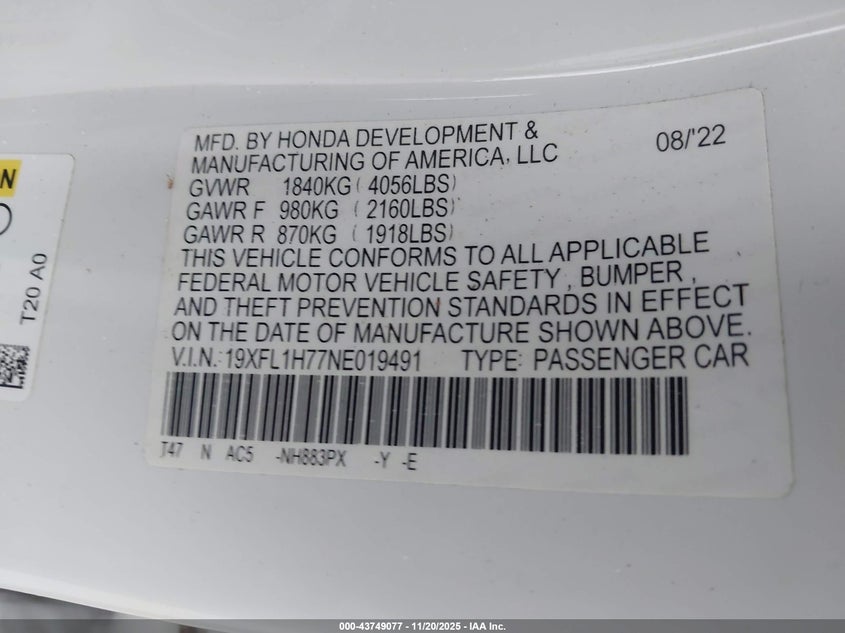 MFD. BY HONDA DEVELOPMENT &
MANUFACTURING OF AMERICA, LLC
08/'22
GVWR 1840KG ( 4056LBS)
GAWR F 980KG ( 2160LBS)
GAWR R 870KG ( 1918LBS)
THIS VEHICLE CONFORMS TO ALL APPLICABLE
FEDERAL MOTOR VEHICLE SAFETY , BUMPER ,
AND THEFT PREVENTION STANDARDS IN EFFECT
ON THE DATE OF MANUFACTURE SHOWN ABOVE.
V.I.N.: 19XFL1H77NE019491 TYPE: PASSENGER CAR
T47 N AC5 -NH883PX -Y -E
T20 A0
000-43749077 - 11/20/2025 - IAA Inc.